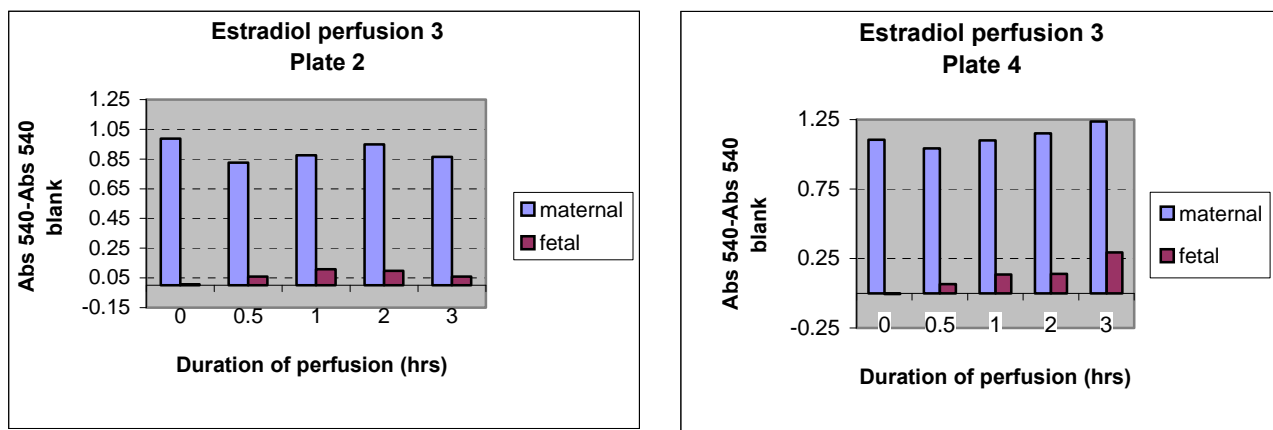 Estradiol perfusion 3
Plate 2
Abs 540-Abs 540
blank
1.25
1.05
0.85
0.65
0.45
0.25
0.05
-0.15
0 0.5 1 2 3
Duration of perfusion (hrs)
maternal
fetal
Estradiol perfusion 3
Plate 4
Abs 540-Abs 540
blank
1.25
0.75
0.25
-0.25
0 0.5 1 2 3
Duration of perfusion (hrs)
maternal
fetal